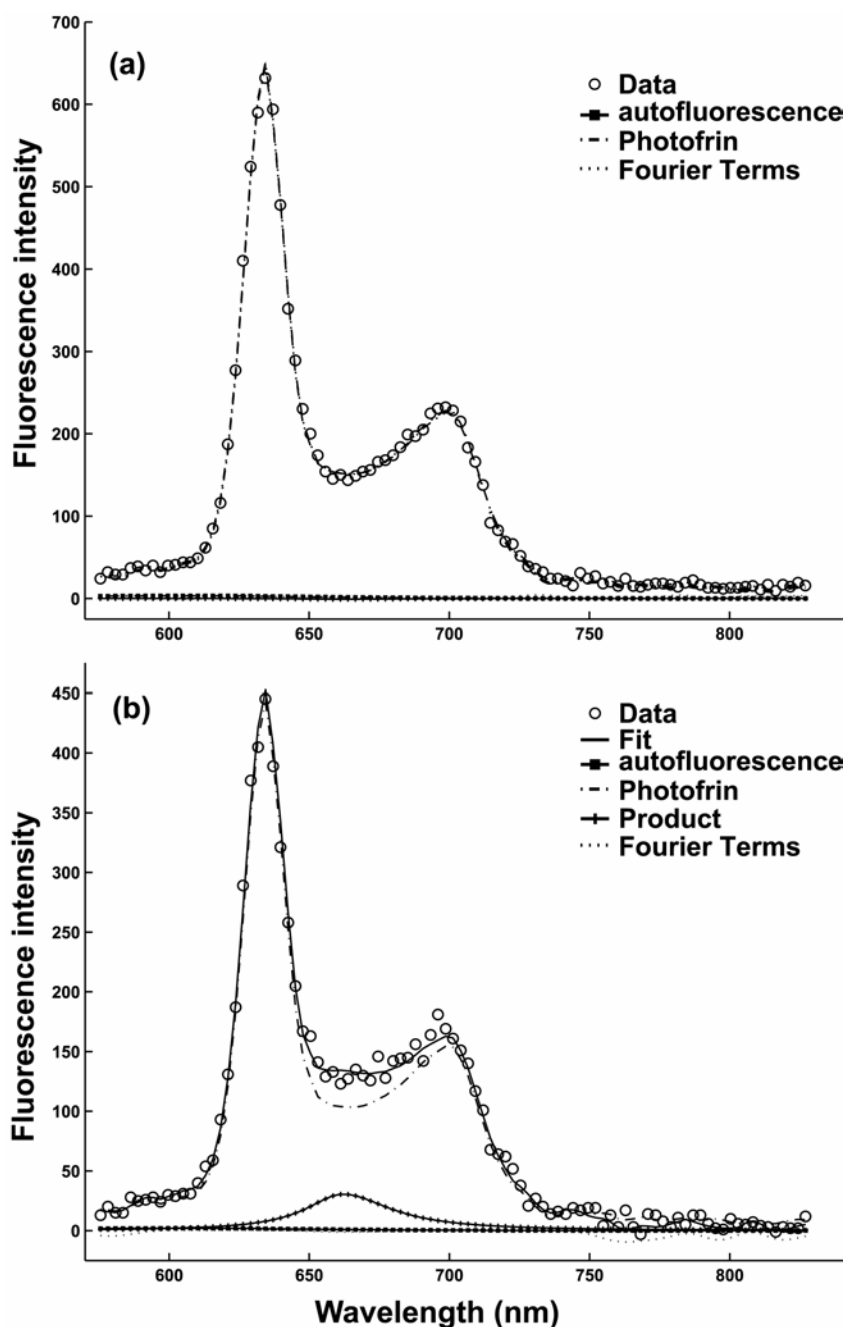 (a)
Data
autofluorescence
Photofrin
Fourier Terms
Fluorescence intensity
700
600
500
400
300
200
100
0
600
650
700
750
800
(b)
Data
Fit
autofluorescence
Photofrin
Product
Fourier Terms
Fluorescence intensity
450
400
350
300
250
200
150
100
50
0
600
650
700
750
800
Wavelength (nm)